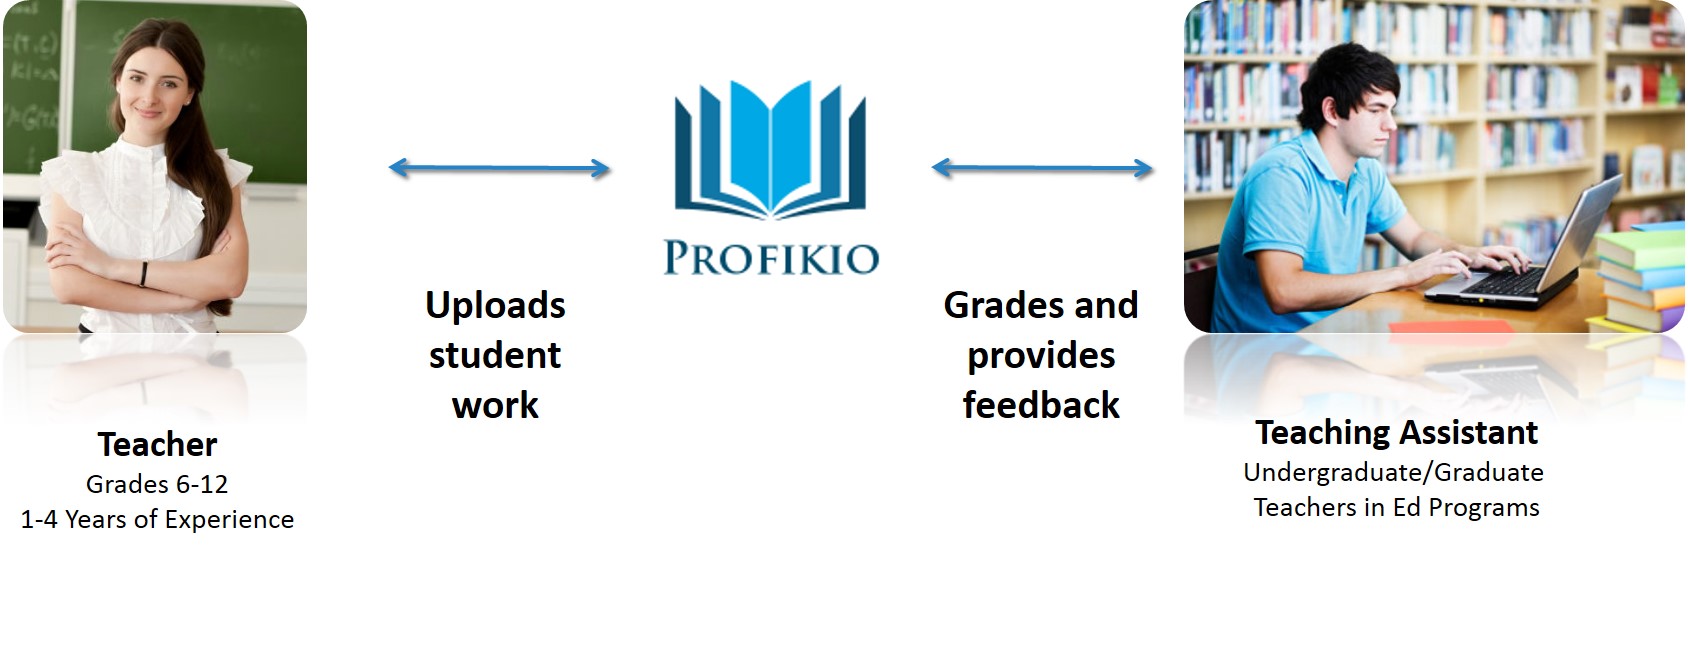 PROFIKIO
Uploads
student
work
Grades and
provides
feedback
Teacher
Grades 6-12
1-4 Years of Experience
Teaching Assistant
Undergraduate/Graduate
Teachers in Ed Programs